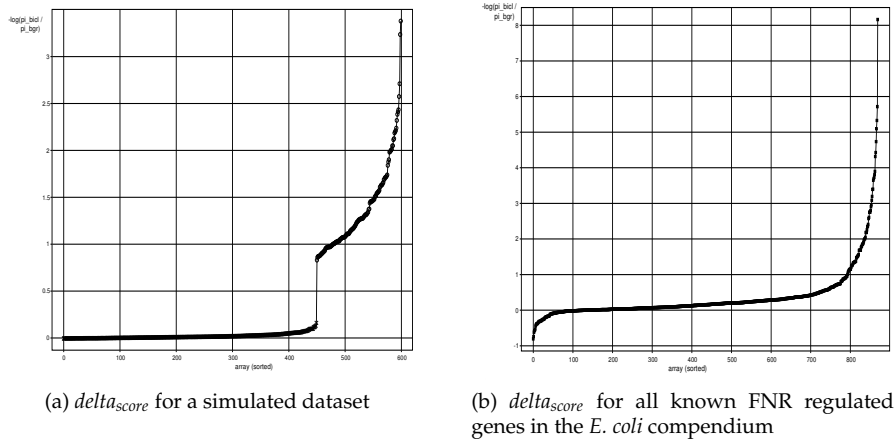 -log(pi_bicl /
pi_bgr)
3
2.5
2
1.5
1
0.5
0
0 100 200 300 400 500 600
array (sorted)
(a) delta_score for a simulated dataset
-log(pi_bicl /
pi_bgr)
8
7
6
5
4
3
2
1
0
-1
0 100 200 300 400 500 600 700 800
array (sorted)
(b) delta_score for all known FNR regulated
genes in the E. coli compendium